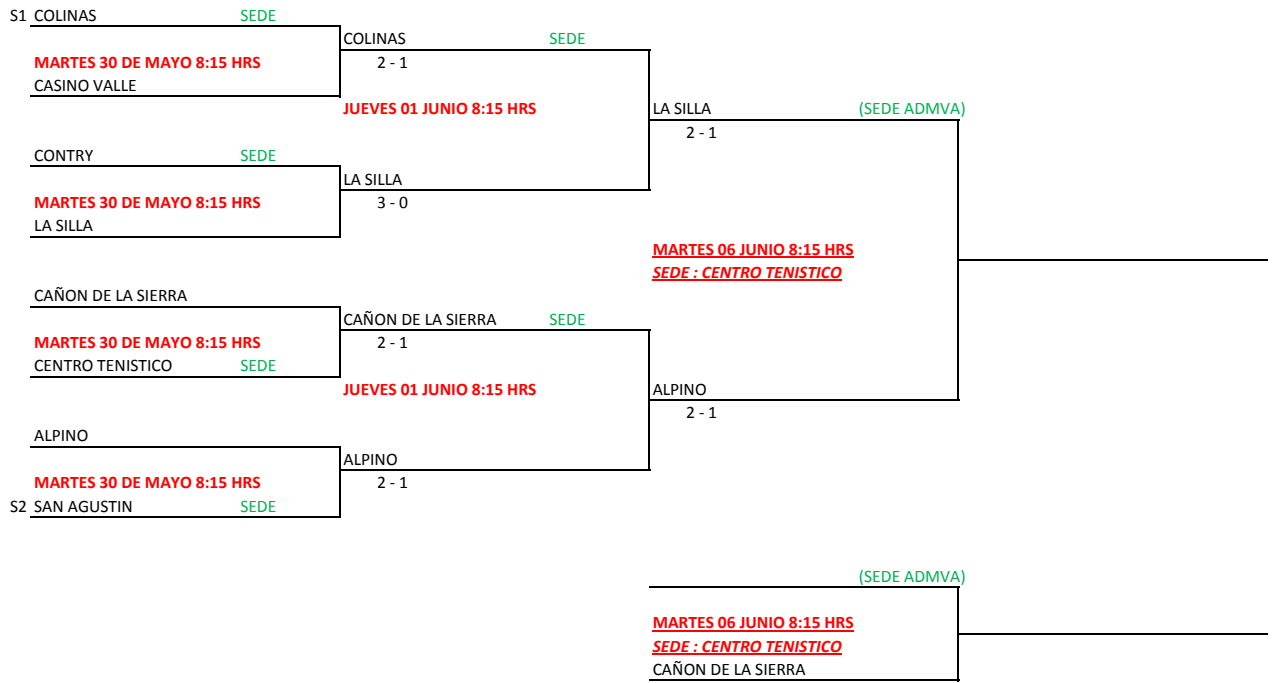 S1 COLINAS SEDE
COLINAS SEDE
MARTES 30 DE MAYO 8:15 HRS
2 - 1
CASINO VALLE
JUEVES 01 JUNIO 8:15 HRS
LA SILLA (SEDE ADMVA)
2 - 1
CONTRY SEDE
LA SILLA
MARTES 30 DE MAYO 8:15 HRS
3 - 0
LA SILLA
MARTES 06 JUNIO 8:15 HRS
SEDE : CENTRO TENISTICO
CAÑON DE LA SIERRA
CAÑON DE LA SIERRA SEDE
MARTES 30 DE MAYO 8:15 HRS
2 - 1
CENTRO TENISTICO SEDE
JUEVES 01 JUNIO 8:15 HRS
ALPINO
2 - 1
ALPINO
ALPINO
MARTES 30 DE MAYO 8:15 HRS
2 - 1
S2 SAN AGUSTIN SEDE
(SEDE ADMVA)
MARTES 06 JUNIO 8:15 HRS
SEDE : CENTRO TENISTICO
CAÑON DE LA SIERRA